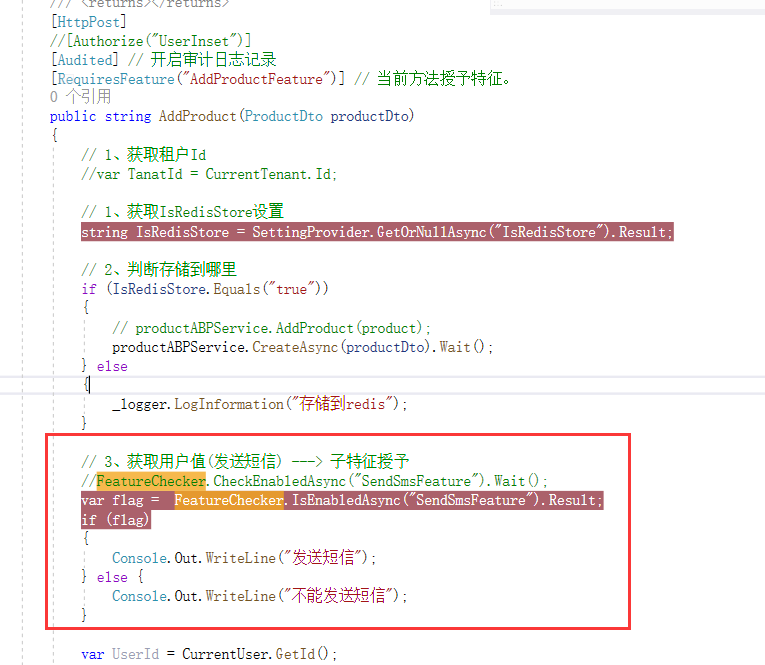 /// <returns></returns>
[HttpPost]
//[Authorize("UserInset")]
[Audited] // 开启审计日志记录
[RequiresFeature("AddProductFeature")] // 当前方法授予特征。
0 个引用
public string AddProduct(ProductDto productDto)
{
// 1、获取租户Id
//var TanatId = CurrentTenant.Id;
// 1、获取IsRedisStore设置
string IsRedisStore = SettingProvider.GetOrNullAsync("IsRedisStore").Result;
// 2、判断存储到哪里
if (IsRedisStore.Equals("true"))
{
// productABPService.AddProduct(product);
productABPService.CreateAsync(productDto).Wait();
} else
{
_logger.LogInformation("存储到redis");
}
// 3、获取用户值(发送短信) ---> 子特征授予
//FeatureChecker.CheckEnabledAsync("SendSmsFeature").Wait();
var flag = FeatureChecker.IsEnabledAsync("SendSmsFeature").Result;
if (flag)
{
Console.Out.WriteLine("发送短信");
} else {
Console.Out.WriteLine("不能发送短信");
}
var UserId = CurrentUser.GetId();